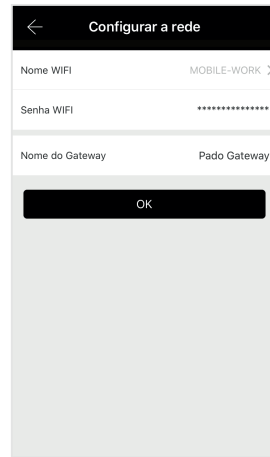 Configurar a rede
Nome WIFI MOBILE-WORK
Senha WIFI ***************
Nome do Gateway Pado Gateway
OK